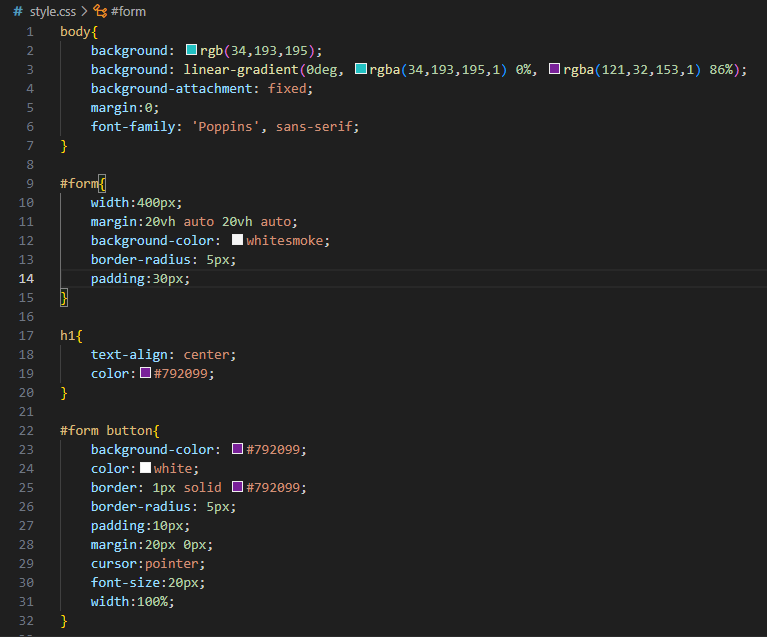 # style.css > #form
1 body{
2 background: rgb(34,193,195);
3 background: linear-gradient(0deg, rgba(34,193,195,1) 0%, rgba(121,32,153,1) 86%);
4 background-attachment: fixed;
5 margin:0;
6 font-family: 'Poppins', sans-serif;
7 }
8
9 #form{
10 width:400px;
11 margin:20vh auto 20vh auto;
12 background-color: whitesmoke;
13 border-radius: 5px;
14 padding:30px;
15 }
16
17 h1{
18 text-align: center;
19 color:#792099;
20 }
21
22 #form button{
23 background-color: #792099;
24 color:white;
25 border: 1px solid #792099;
26 border-radius: 5px;
27 padding:10px;
28 margin:20px 0px;
29 cursor:pointer;
30 font-size:20px;
31 width:100%;
32 }